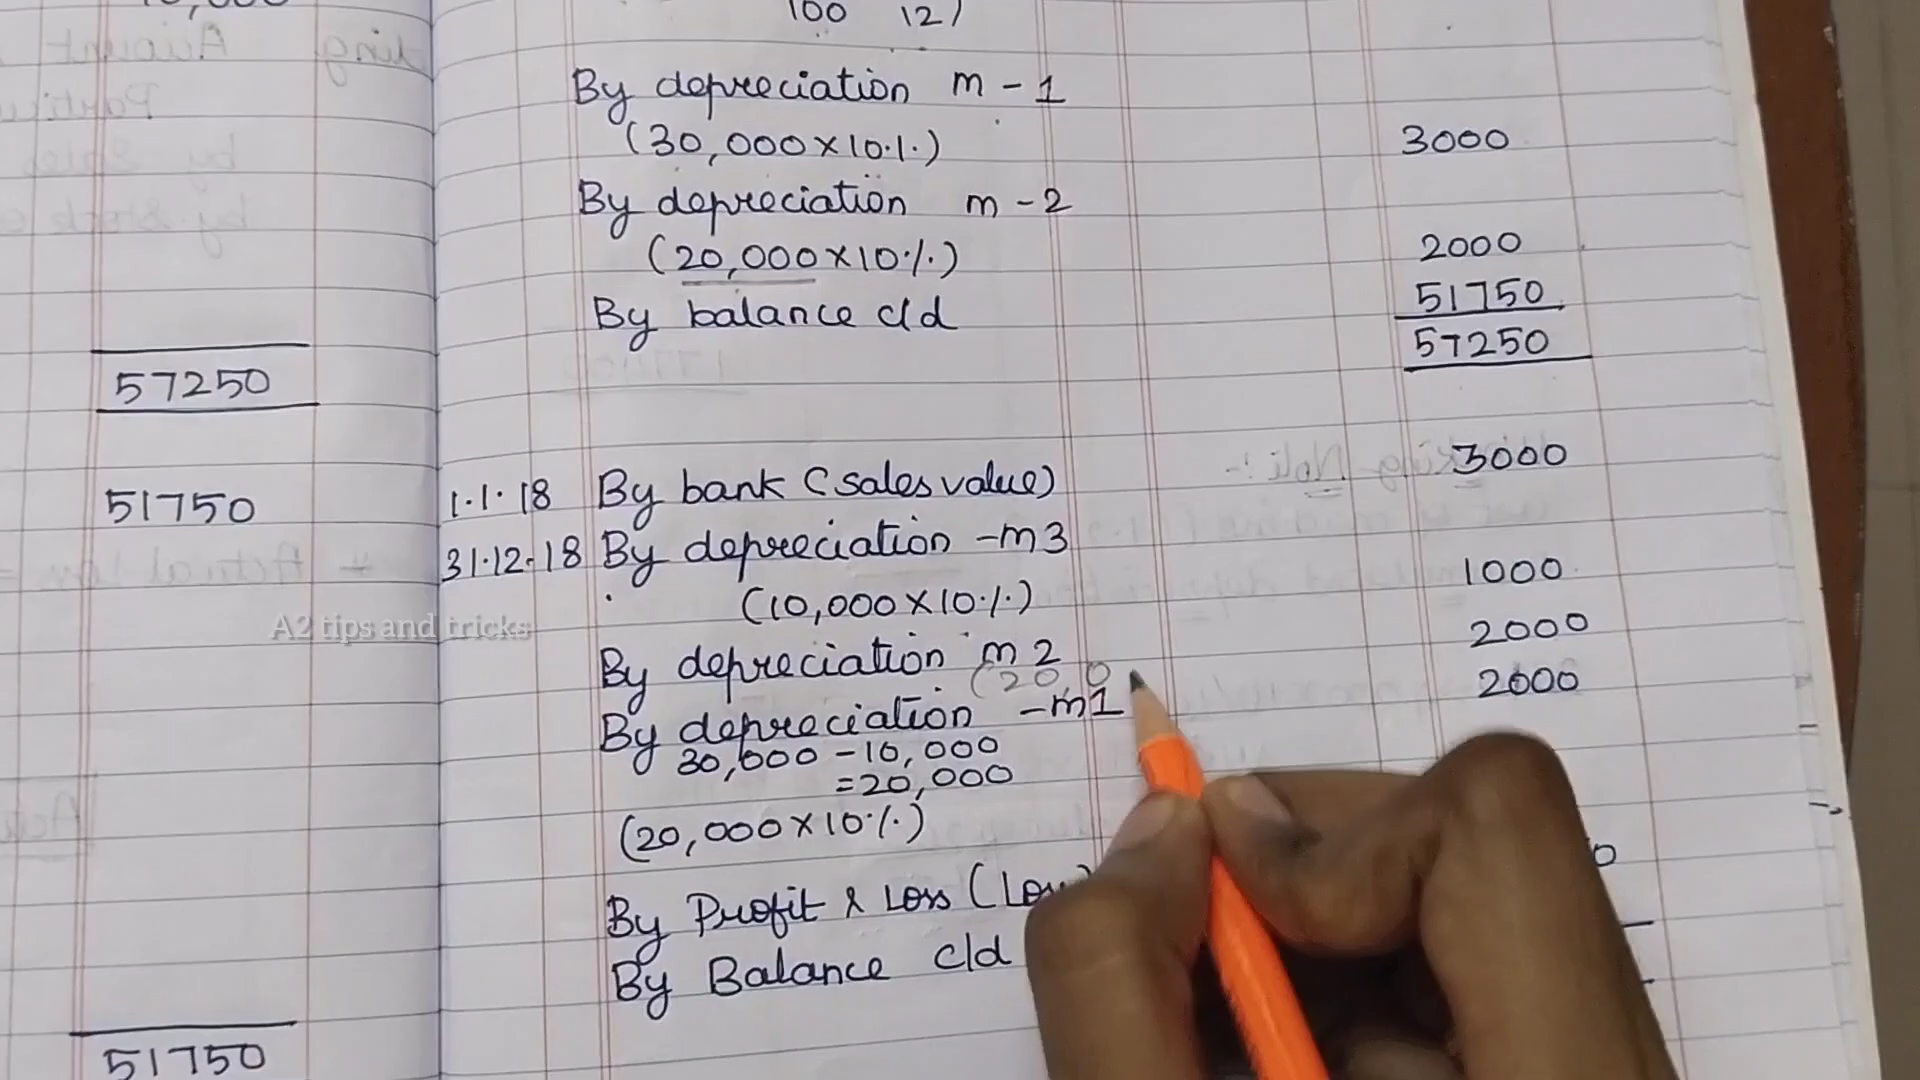 100 12)
By depreciation m - 1
(30,000 x 10%) 3000
By depreciation m - 2
(20,000 x 10%) 2000
By balance c/d 51750
57250 57250
51750 1.1.18 By bank (sales value) 3000
31.12.18 By depreciation - m3
(10,000 x 10%) 1000
By depreciation m 2 2000
(20 0
By depreciation - m1 2000
30,000 - 10,000
= 20,000
(20,000 x 10%)
By Profit & Loss (Loss)
By Balance c/d
51750
A2 tips and tricks